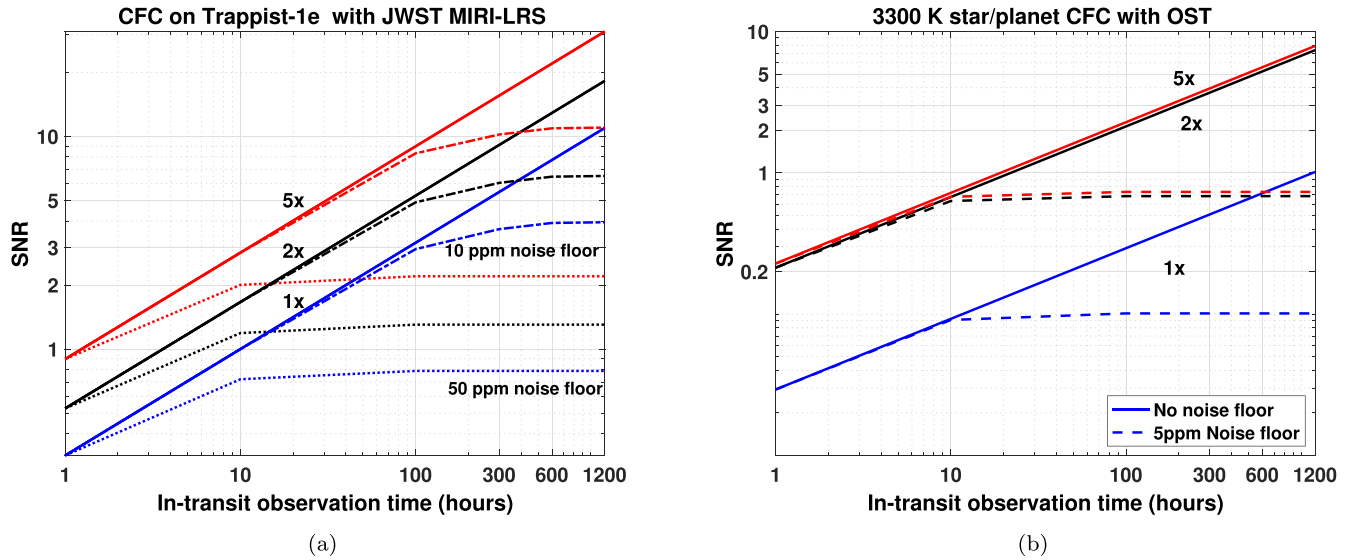 CFC on Trappist-1e with JWST MIRI-LRS
SNR
10
5
3
2
1
5x
2x
1x
10 ppm noise floor
50 ppm noise floor
1 10 100 300 600 1200
In-transit observation time (hours)
(a)
3300 K star/planet CFC with OST
SNR
10
5
3
2
1
0.2
5x
2x
1x
No noise floor
5ppm Noise floor
1 10 100 300 600 1200
In-transit observation time (hours)
(b)